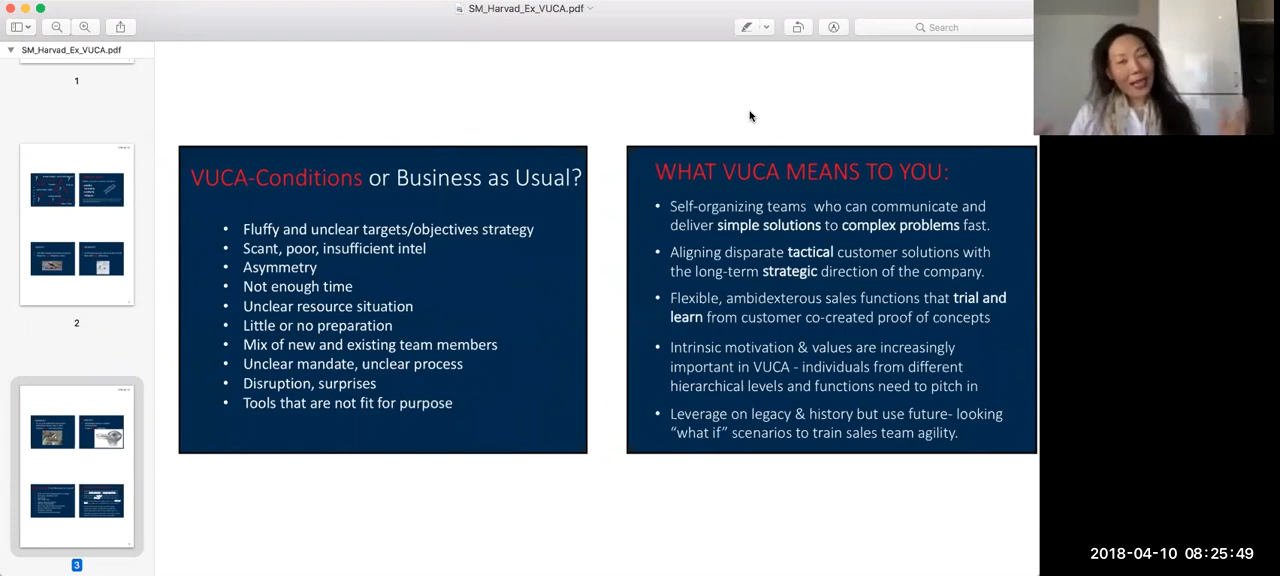 SM_Harvad_Ex_VUCA.pdf
Search
SM_Harvad_Ex_VUCA.pdf
1
2
3
VUCA-Conditions or Business as Usual?
• Fluffy and unclear targets/objectives strategy
• Scant, poor, insufficient intel
• Asymmetry
• Not enough time
• Unclear resource situation
• Little or no preparation
• Mix of new and existing team members
• Unclear mandate, unclear process
• Disruption, surprises
• Tools that are not fit for purpose
WHAT VUCA MEANS TO YOU:
• Self-organizing teams who can communicate and
deliver simple solutions to complex problems fast.
• Aligning disparate tactical customer solutions with
the long-term strategic direction of the company.
• Flexible, ambidexterous sales functions that trial and
learn from customer co-created proof of concepts
• Intrinsic motivation & values are increasingly
important in VUCA - individuals from different
hierarchical levels and functions need to pitch in
• Leverage on legacy & history but use future- looking
“what if” scenarios to train sales team agility.
2018-04-10 08:25:49